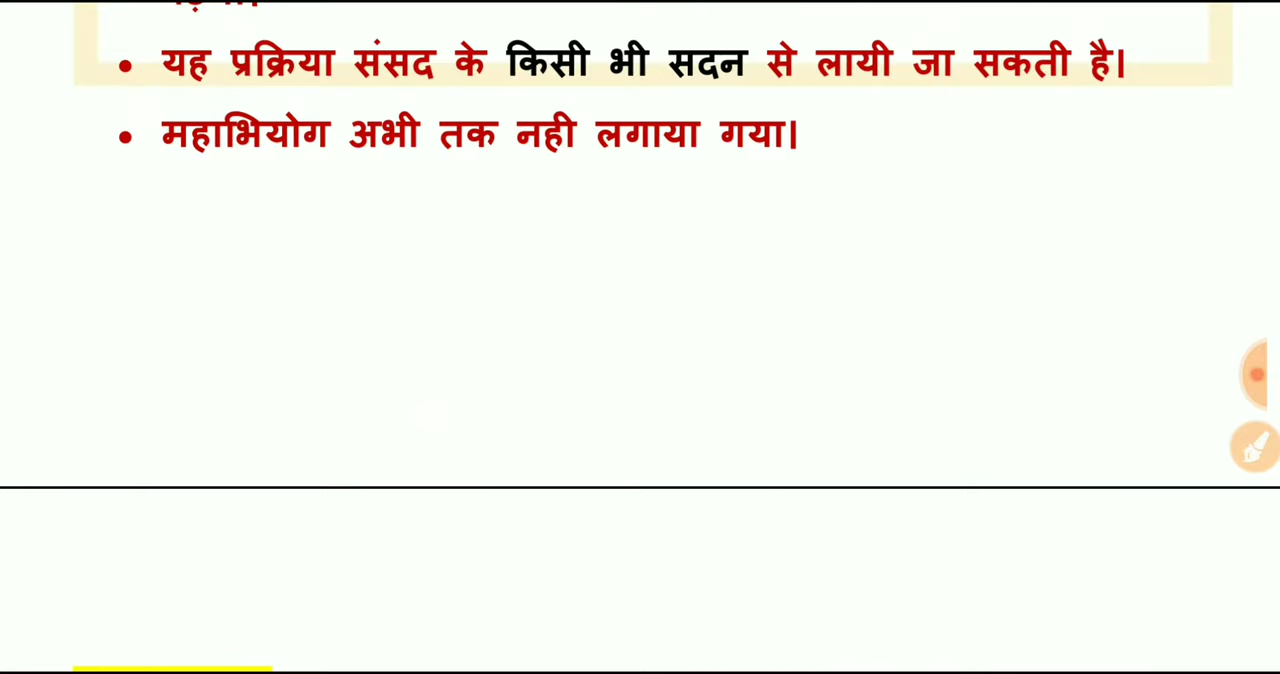 • यह प्रक्रिया संसद के किसी भी सदन से लायी जा सकती है।
• महाभियोग अभी तक नही लगाया गया।